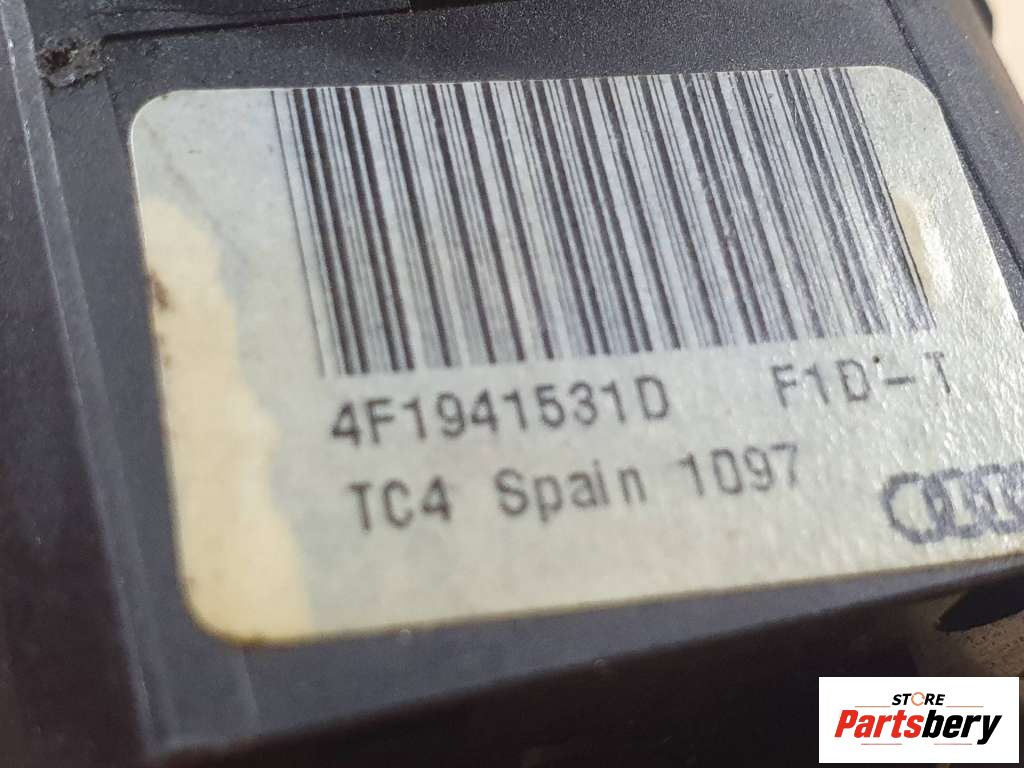 4F1941531D F1D'-T
TC4 Spain 1097
STORE
Partsbery